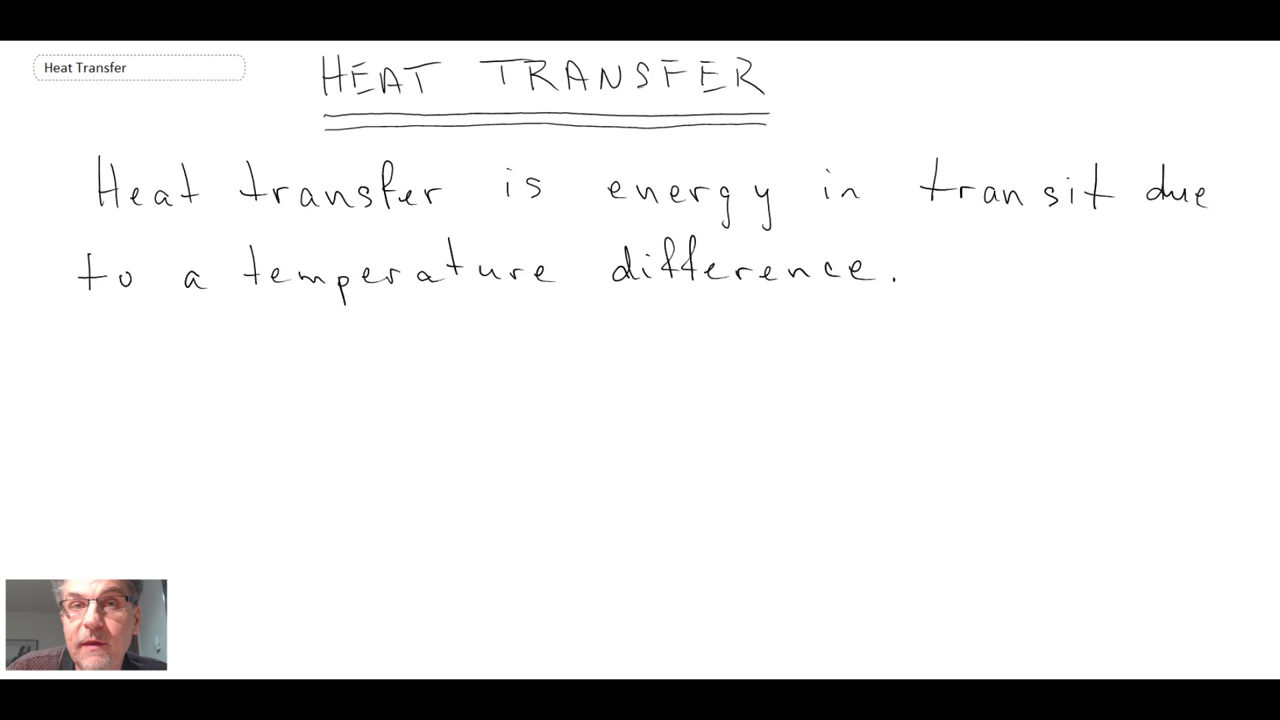 Heat Transfer
HEAT TRANSFER
Heat transfer is energy in transit due
to a temperature difference.